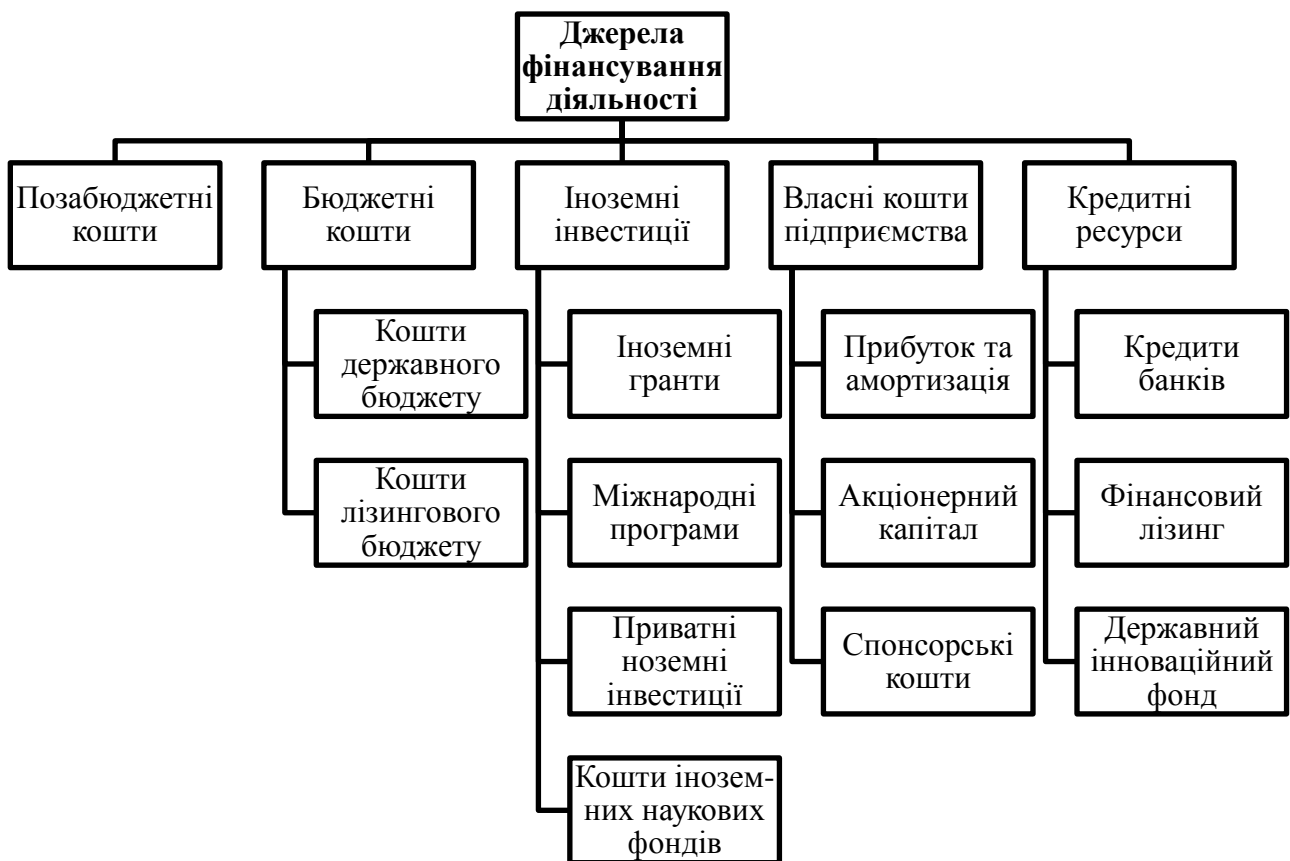 Джерела
фінансування
діяльності
Позабюджетні
кошти
Бюджетні
кошти
Іноземні
інвестиції
Власні кошти
підприємства
Кредитні
ресурси
Кошти
державного
бюджету
Кошти
лізингового
бюджету
Іноземні
гранти
Міжнародні
програми
Приватні
ноземні
інвестиції
Кошти інозем-
них наукових
фондів
Прибуток та
амортизація
Акціонерний
капітал
Спонсорські
кошти
Кредити
банків
Фінансовий
лізинг
Державний
інноваційний
фонд